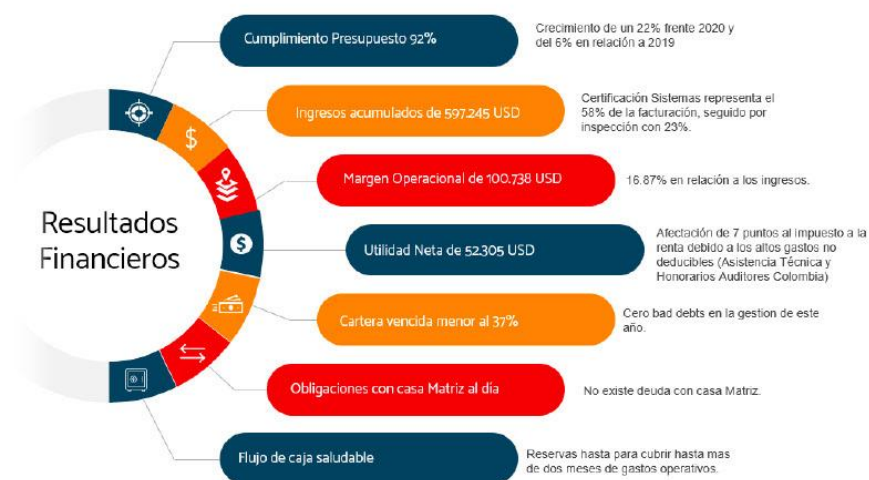 Resultados
Financieros
Cumplimiento Presupuesto 92%
Crecimiento de un 22% frente 2020 y
del 6% en relación a 2019
Ingresos acumulados de 597.245 USD
Certificación Sistemas representa el
58% de la facturación, seguido por
inspección con 23%.
Margen Operacional de 100.738 USD
16.87% en relación a los ingresos.
Utilidad Neta de 52.305 USD
Afectación de 7 puntos al impuesto a la
renta debido a los altos gastos no
deducibles (Asistencia Técnica y
Honorarios Auditores Colombia)
Cartera vencida menor al 37%
Cero bad debts en la gestion de este
año.
Obligaciones con casa Matriz al día
No existe deuda con casa Matriz.
Flujo de caja saludable
Reservas hasta para cubrir hasta mas
de dos meses de gastos operativos.